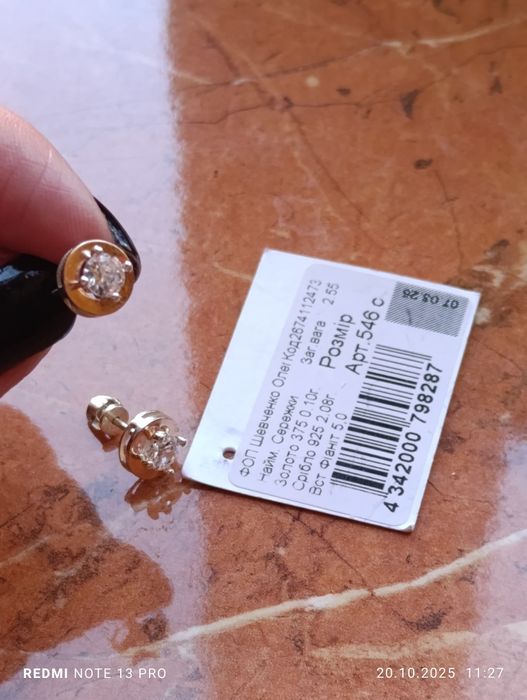 ФОП Шевченко Олег Код2674112473
Найм. Сережки
Заг вага 2 55
Золото 375 0.10г.
Срібло 925 2.08г
Вст Фіаніт 5,0
Розмір
Арт.546 с
07 03 25
4 342000 798287
REDMI NOTE 13 PRO
20.10.2025 11:27